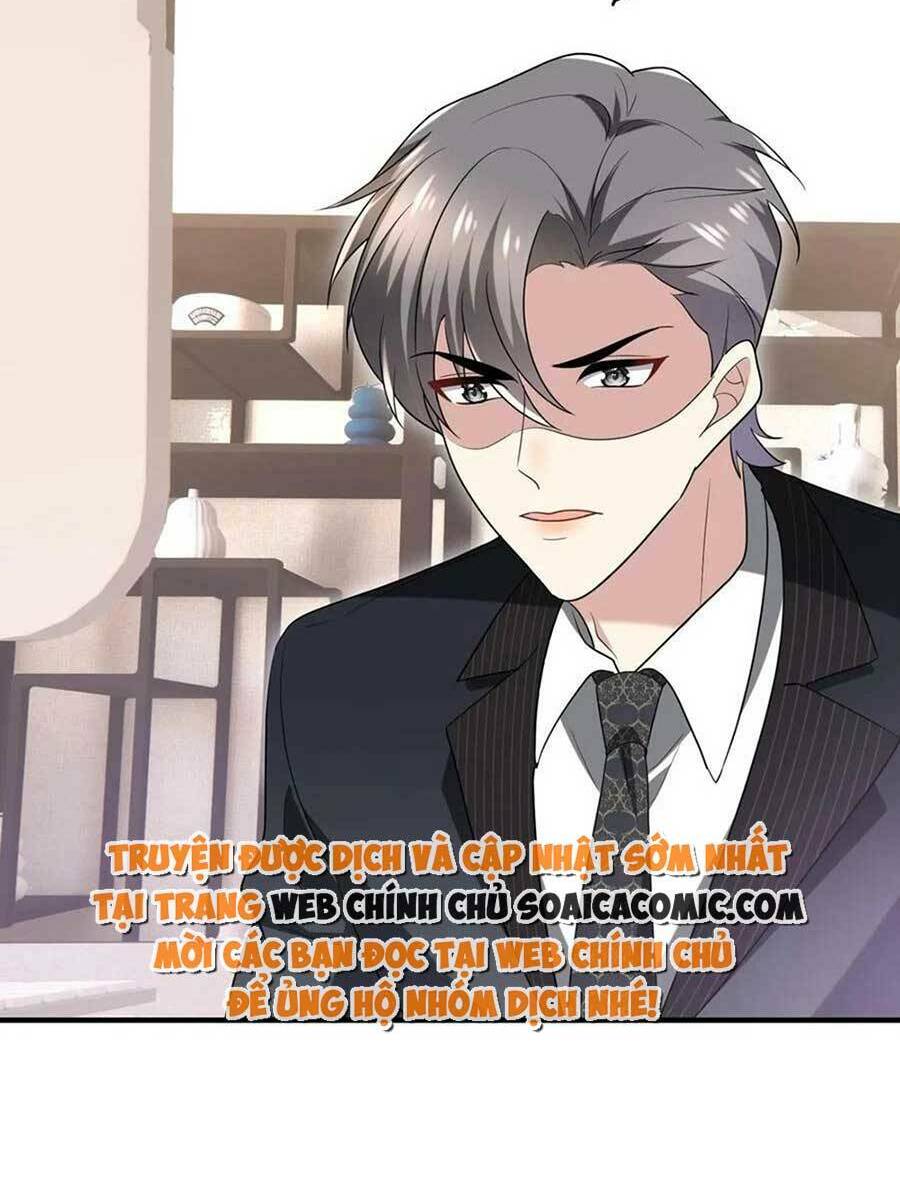 TRUYỆN ĐƯỢC DỊCH VÀ CẬP NHẬT SỚM NHẤT
TẠI TRANG WEB CHÍNH CHỦ SOAICACOMIC.COM
MỜI CÁC BẠN ĐỌC TẠI WEB CHÍNH CHỦ
ĐỂ ỦNG HỘ NHÓM DỊCH NHÉ!